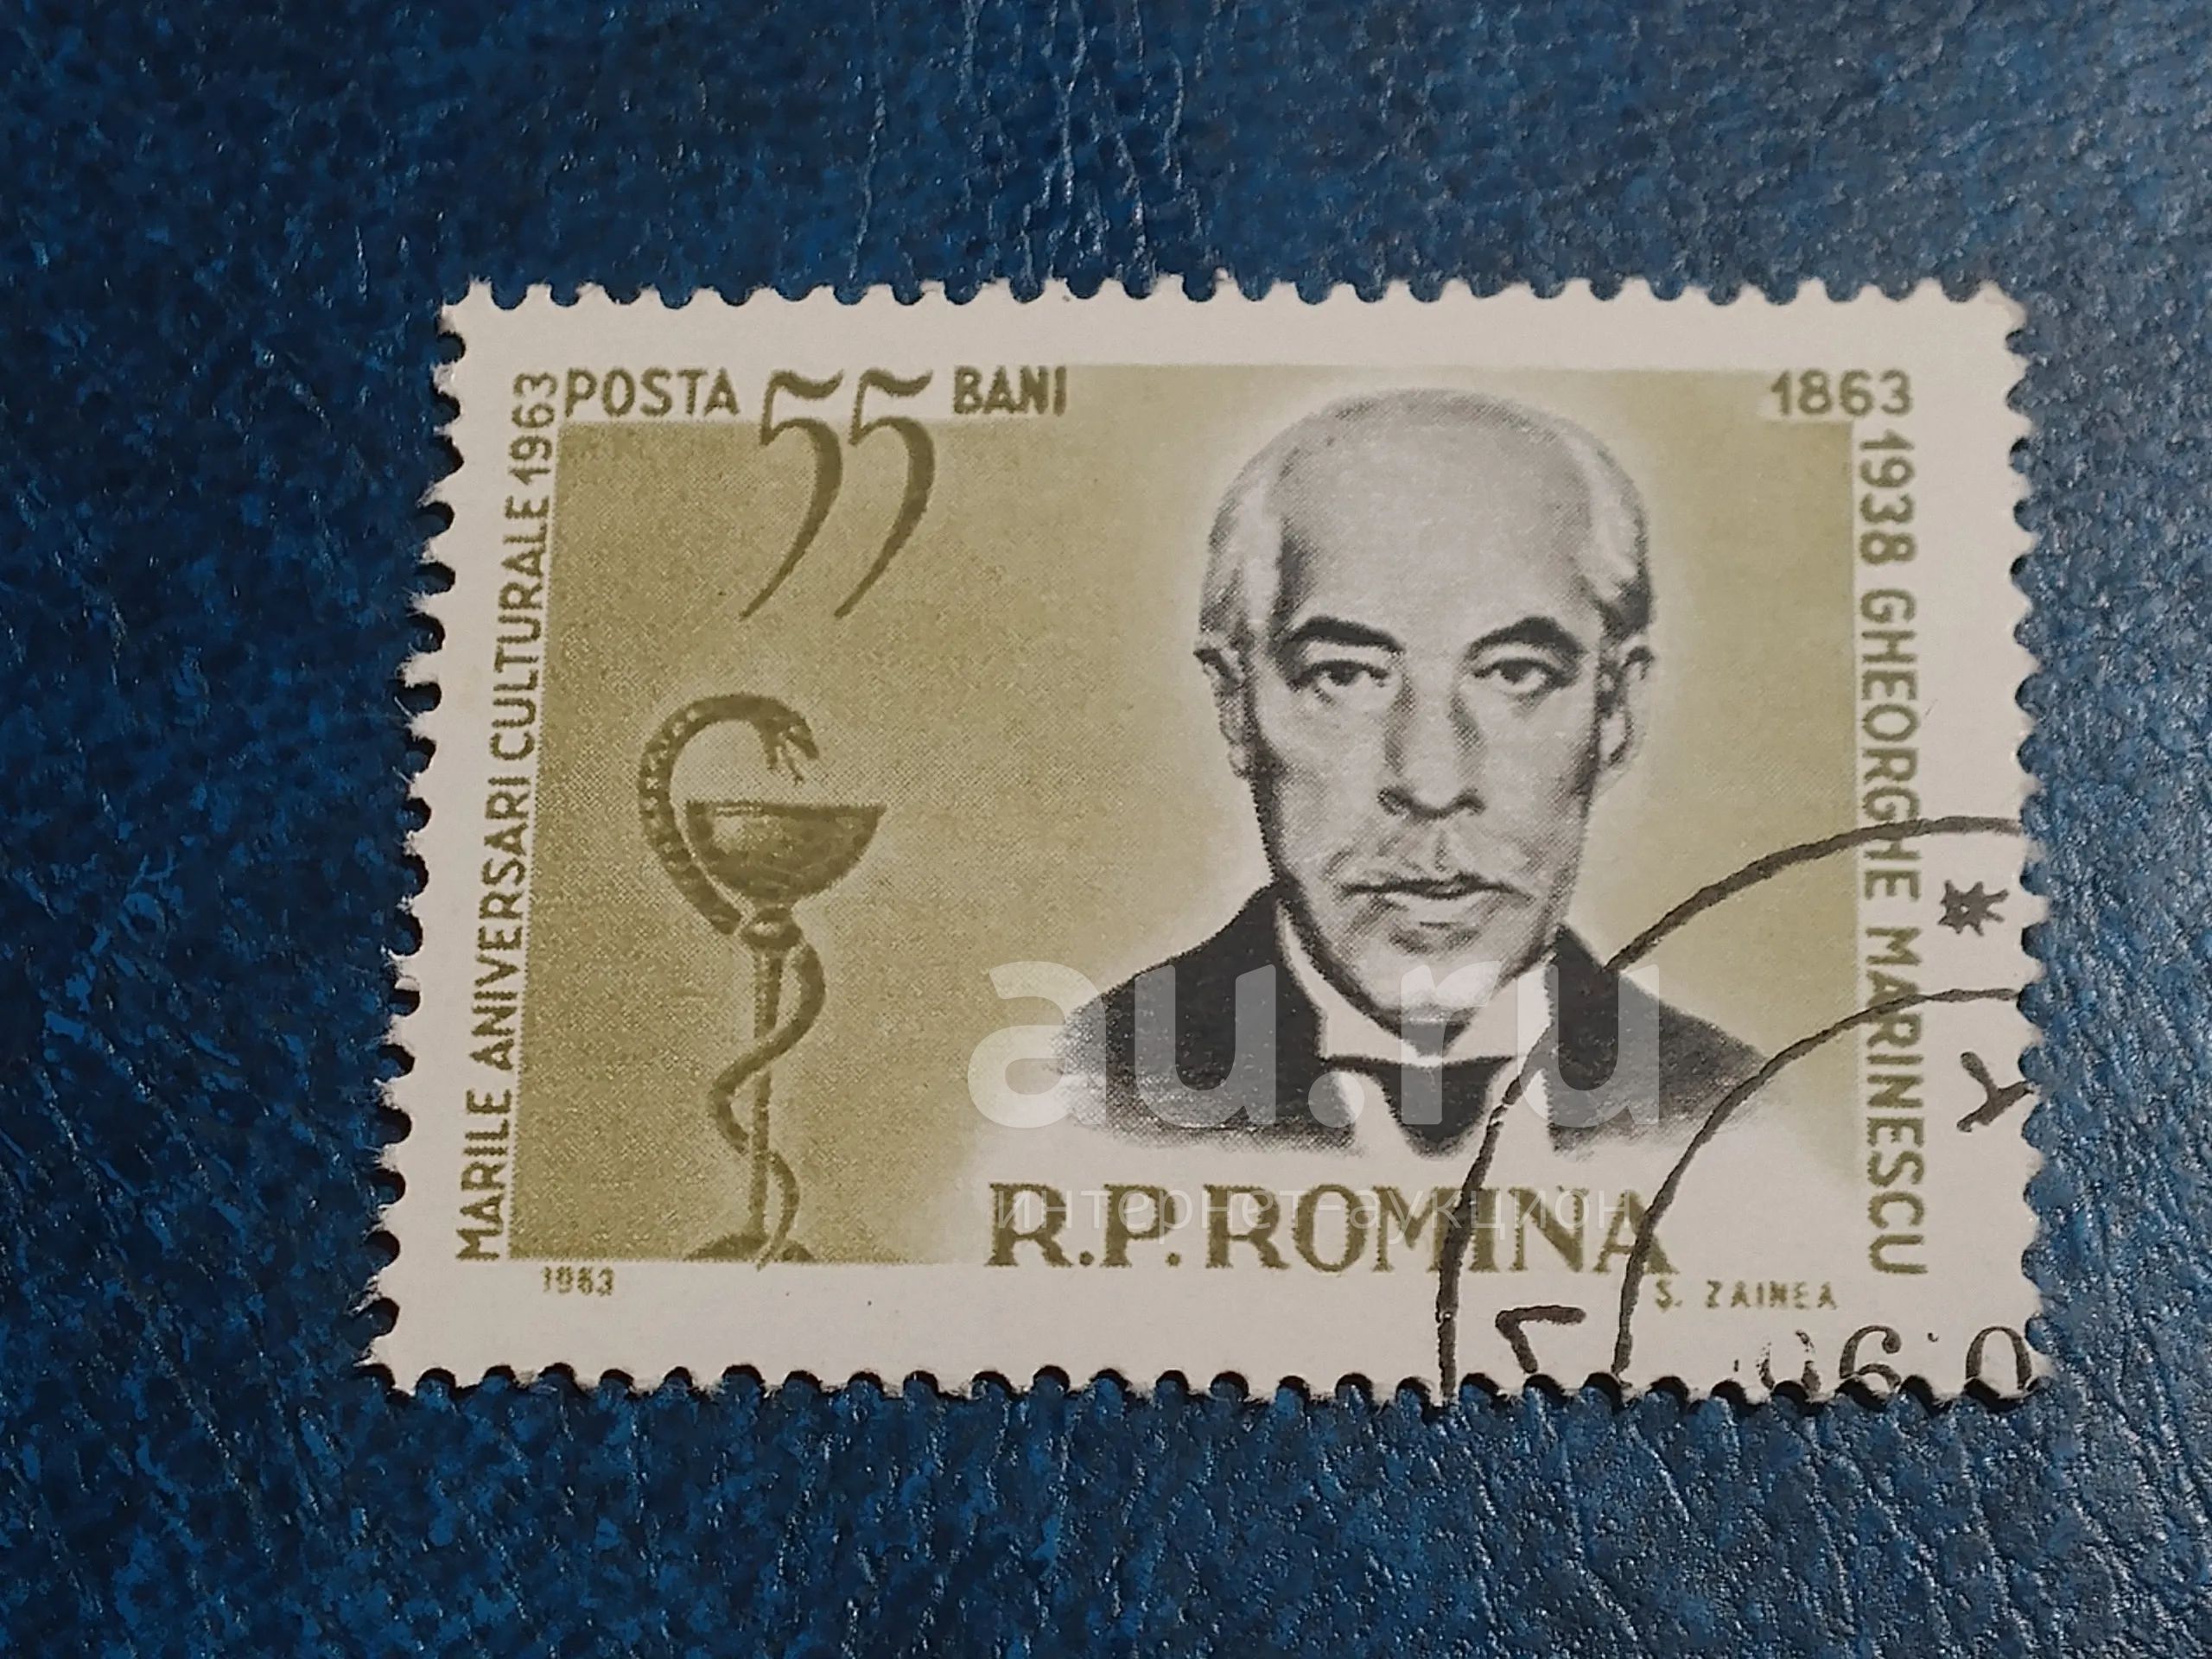 POSTA 55 BANI
1863
1938 GHEORGHE MARINESCU
MARILE ANIVERSARI CULTURALE 1963
au.ru
интернет-аукцион
R.P.ROMINA
1963
S. ZAINEA